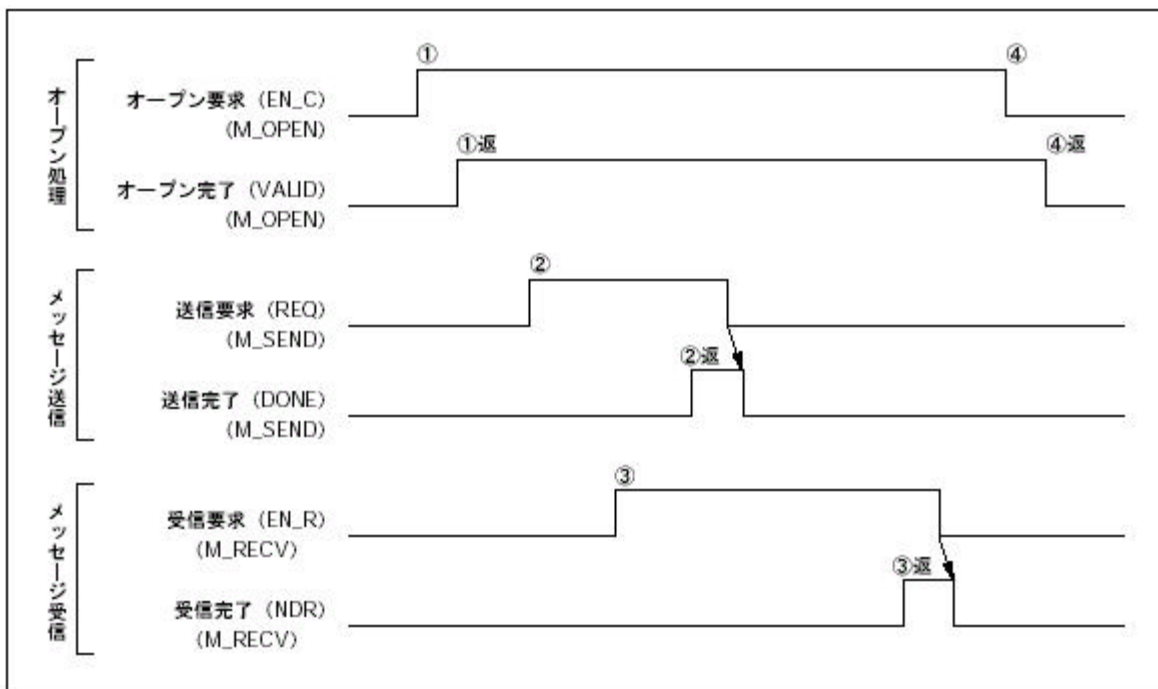 オープン処理
①
④
オープン要求（EN_C）
（M_OPEN）
①返
④返
オープン完了（VALID）
（M_OPEN）
メッセージ送信
②
送信要求（REQ）
（M_SEND）
②返
送信完了（DONE）
（M_SEND）
メッセージ受信
③
受信要求（EN_R）
（M_RECV）
③返
受信完了（NDR）
（M_RECV）